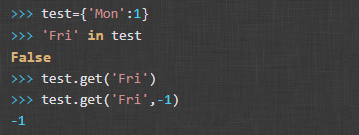 >>> test={'Mon':1}
>>> 'Fri' in test
False
>>> test.get('Fri')
>>> test.get('Fri',-1)
-1